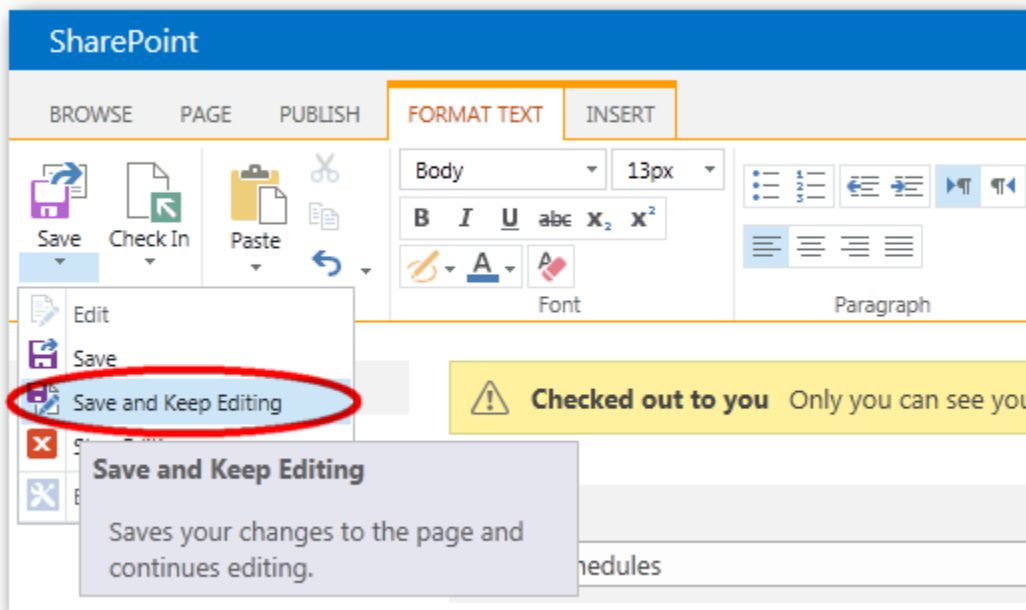 SharePoint
BROWSE PAGE PUBLISH FORMAT TEXT INSERT
Body 13px
B I U abc x₂ x²
Save Check In Paste
A
Font Paragraph
Edit
Save
Save and Keep Editing
Checked out to you Only you can see you
Save and Keep Editing
Saves your changes to the page and
continues editing.
hedules